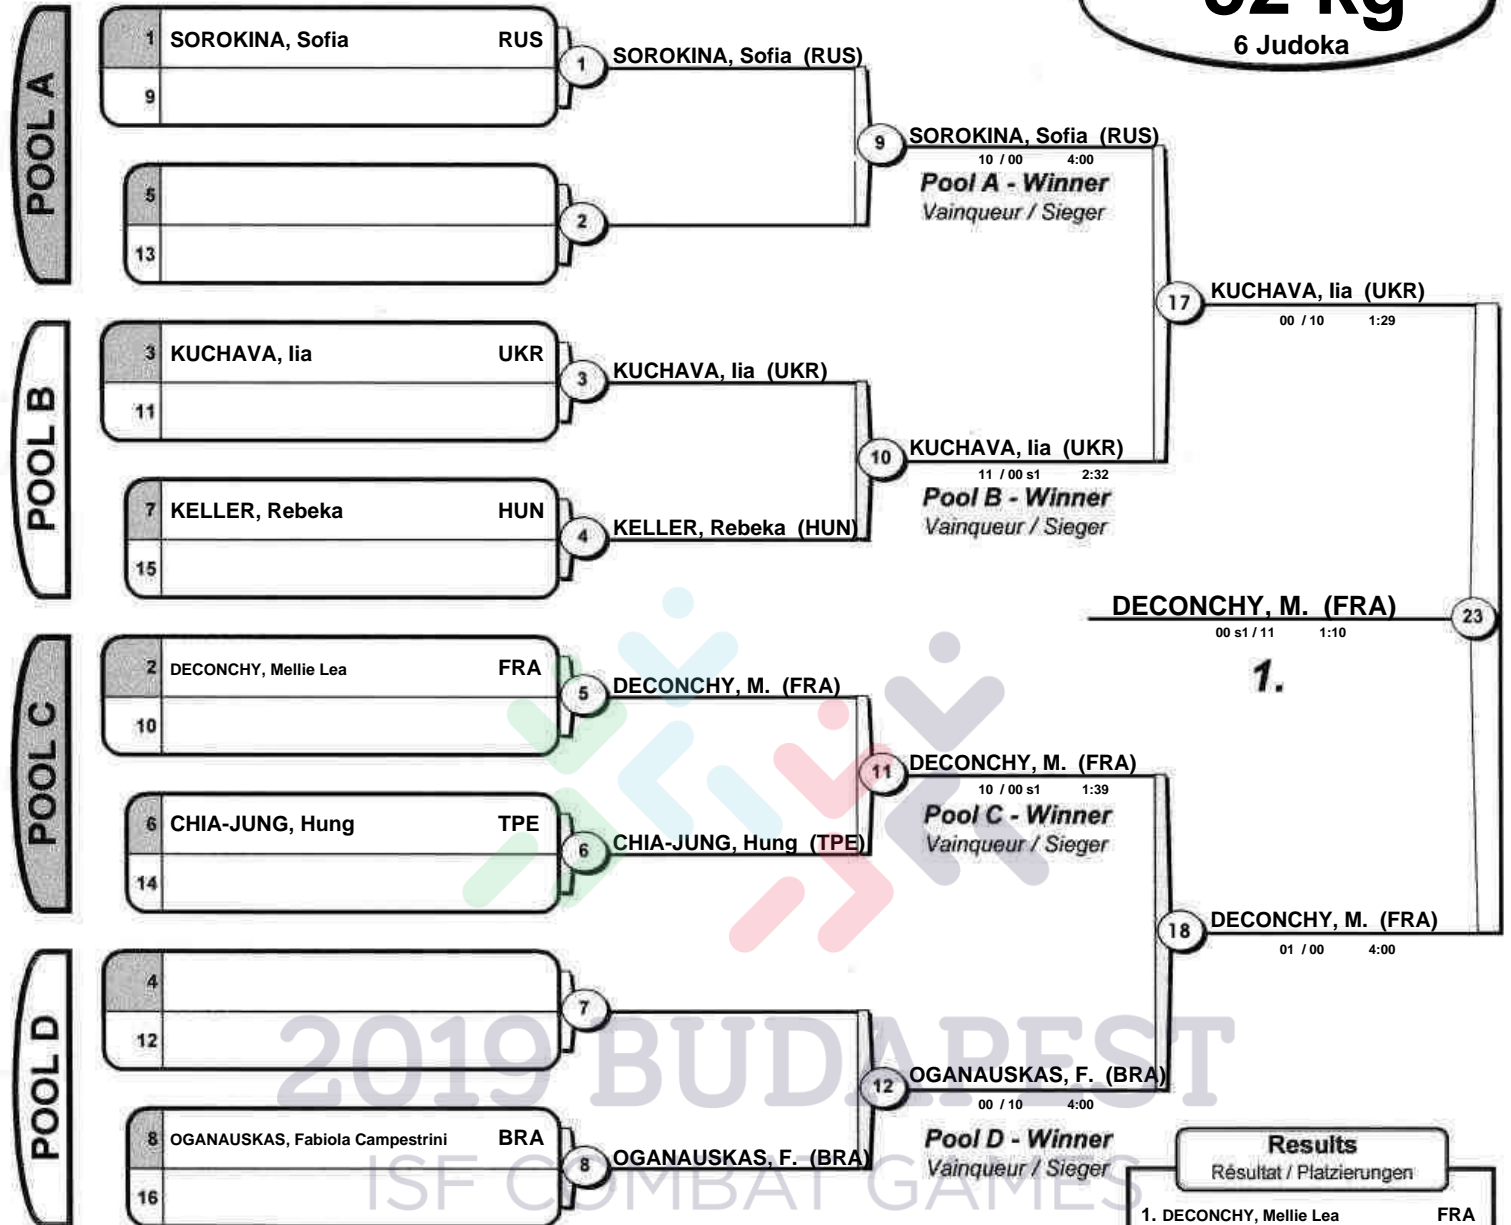 52 kg
6 Judoka
POOL A
1 SOROKINA, Sofia RUS
9
1
SOROKINA, Sofia (RUS)
5
13
2
9
SOROKINA, Sofia (RUS)
10 / 00 4:00
Pool A - Winner
Vainqueur / Sieger
POOL B
3 KUCHAVA, Iia UKR
11
3
KUCHAVA, Iia (UKR)
7 KELLER, Rebeka HUN
15
4
KELLER, Rebeka (HUN)
10
KUCHAVA, Iia (UKR)
11 / 00 s1 2:32
Pool B - Winner
Vainqueur / Sieger
17
KUCHAVA, Iia (UKR)
00 / 10 1:29
POOL C
2 DECONCHY, Mellie Lea FRA
10
5
DECONCHY, M. (FRA)
6 CHIA-JUNG, Hung TPE
14
6
CHIA-JUNG, Hung (TPE)
11
DECONCHY, M. (FRA)
10 / 00 s1 1:39
Pool C - Winner
Vainqueur / Sieger
POOL D
4
12
7
8 OGANAUSKAS, Fabiola Campestrini BRA
16
8
OGANAUSKAS, F. (BRA)
12
OGANAUSKAS, F. (BRA)
00 / 10 4:00
Pool D - Winner
Vainqueur / Sieger
18
DECONCHY, M. (FRA)
01 / 00 4:00
DECONCHY, M. (FRA)
23
00 s1 / 11 1:10
1.
2019 BUDAPEST
ISF COMBAT GAMES
Results
Résultat / Platzierungen
1. DECONCHY, Mellie Lea FRA